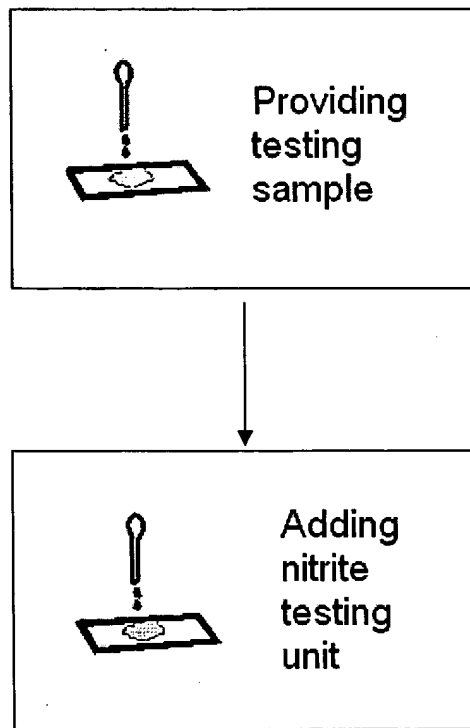 Providing
testing
sample
Adding
nitrite
testing
unit